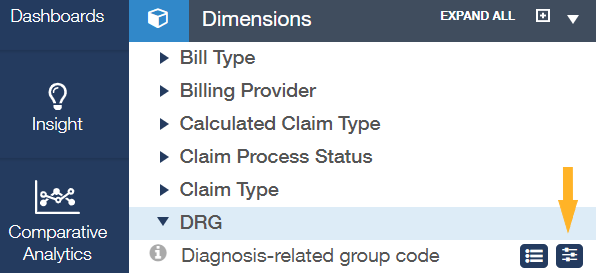 Dashboards
Insight
Comparative
Analytics
Dimensions
EXPAND ALL
Bill Type
Billing Provider
Calculated Claim Type
Claim Process Status
Claim Type
DRG
Diagnosis-related group code